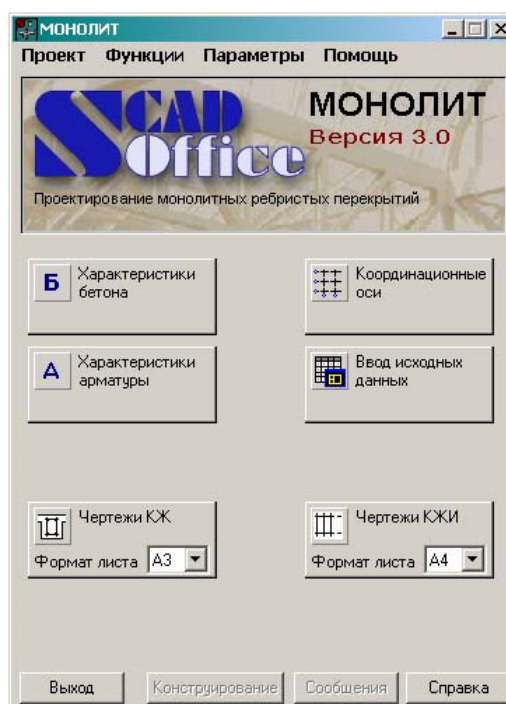 МОНОЛИТ
Проект Функции Параметры Помощь
SCAD
Office
МОНОЛИТ
Версия 3.0
Проектирование монолитных ребристых перекрытий
Б Характеристики
бетона
Координационные
оси
А Характеристики
арматуры
Ввод исходных
данных
Чертежи КЖ
Формат листа А3
Чертежи КЖИ
Формат листа А4
Выход Конструирование Сообщения Справка